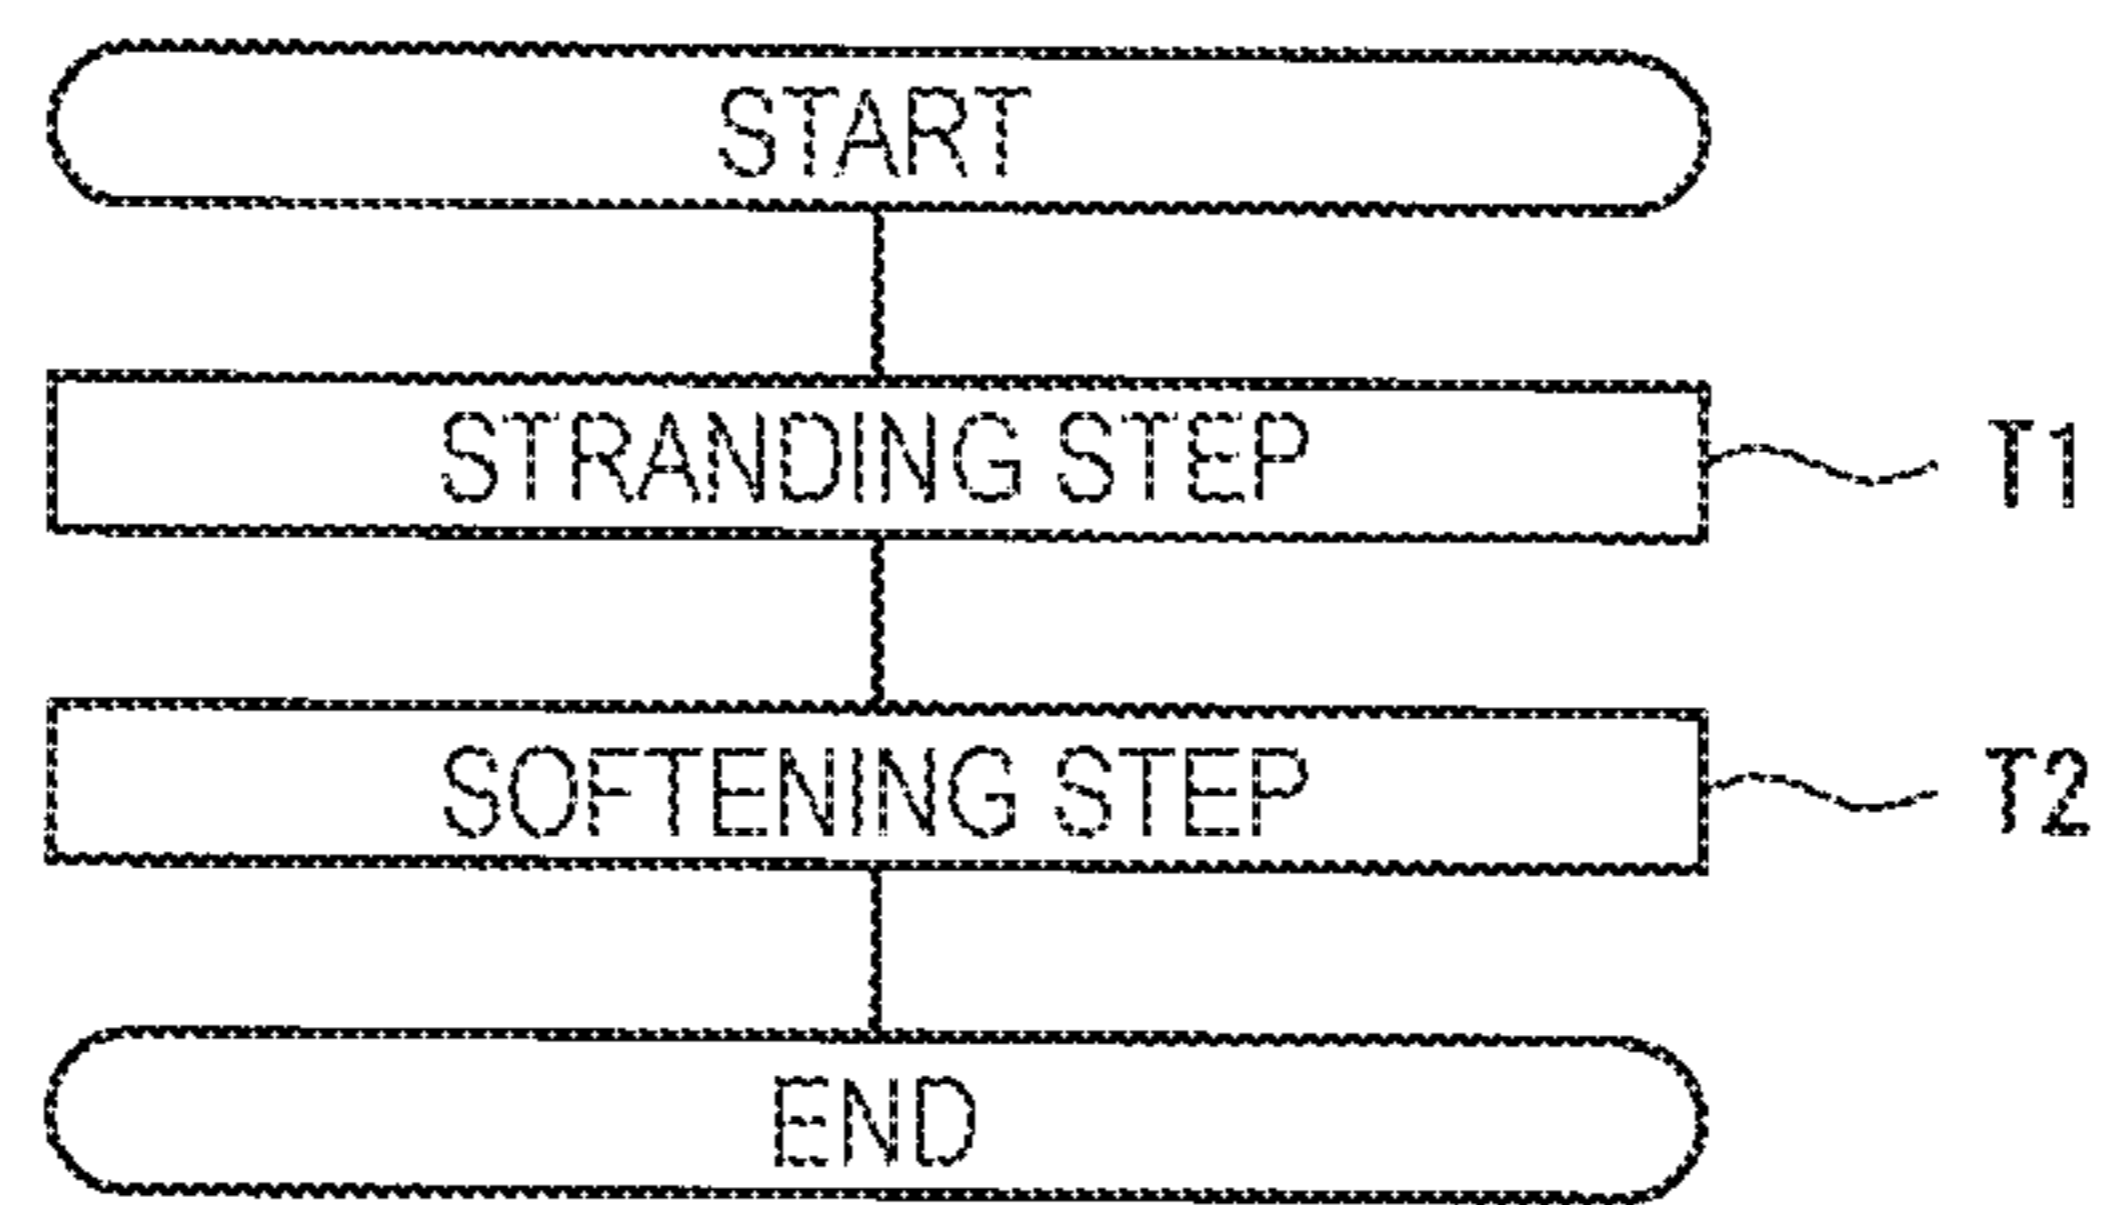 START
STRANDING STEP
T1
SOFTENING STEP
T2
END